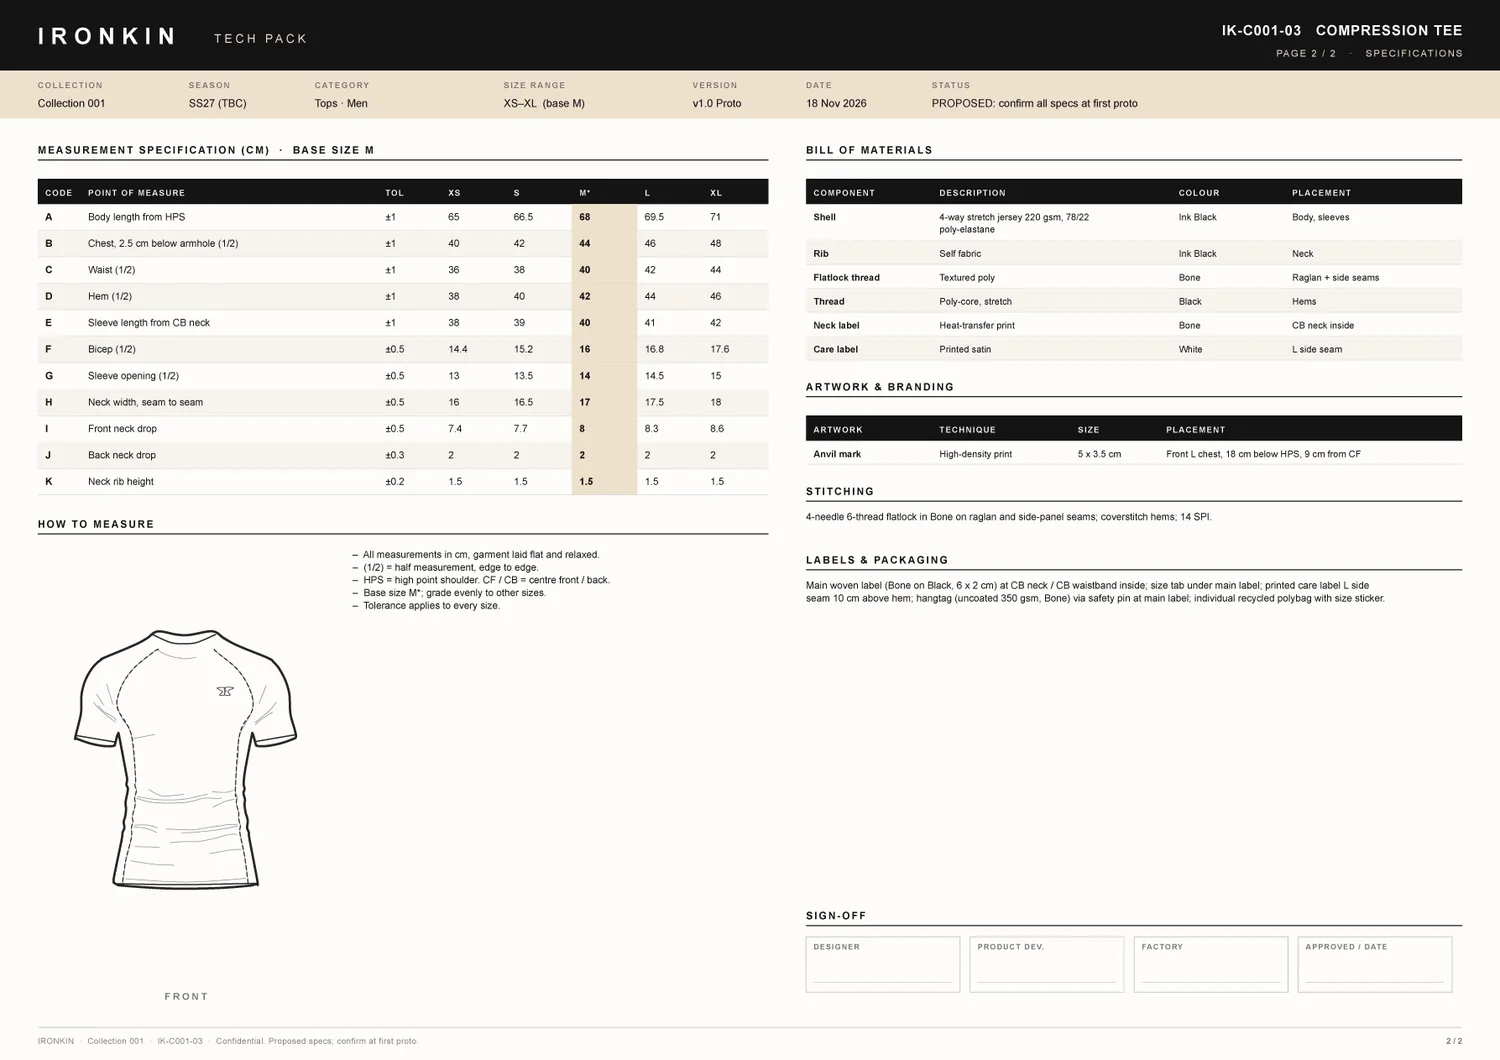 IRONKIN TECH PACK
IK-C001-03 COMPRESSION TEE
PAGE 2 / 2 · SPECIFICATIONS
COLLECTION SEASON CATEGORY SIZE RANGE VERSION DATE STATUS
Collection 001 SS27 (TBC) Tops · Men XS–XL (base M) v1.0 Proto 18 Nov 2026 PROPOSED: confirm all specs at first proto
MEASUREMENT SPECIFICATION (CM) · BASE SIZE M
CODE POINT OF MEASURE TOL XS S M* L XL
A Body length from HPS ±1 65 66.5 68 69.5 71
B Chest, 2.5 cm below armhole (1/2) ±1 40 42 44 46 48
C Waist (1/2) ±1 36 38 40 42 44
D Hem (1/2) ±1 38 40 42 44 46
E Sleeve length from CB neck ±1 38 39 40 41 42
F Bicep (1/2) ±0.5 14.4 15.2 16 16.8 17.6
G Sleeve opening (1/2) ±0.5 13 13.5 14 14.5 15
H Neck width, seam to seam ±0.5 16 16.5 17 17.5 18
I Front neck drop ±0.5 7.4 7.7 8 8.3 8.6
J Back neck drop ±0.3 2 2 2 2 2
K Neck rib height ±0.2 1.5 1.5 1.5 1.5 1.5
HOW TO MEASURE
– All measurements in cm, garment laid flat and relaxed.
– (1/2) = half measurement, edge to edge.
– HPS = high point shoulder. CF / CB = centre front / back.
– Base size M*; grade evenly to other sizes.
– Tolerance applies to every size.
FRONT
BILL OF MATERIALS
COMPONENT DESCRIPTION COLOUR PLACEMENT
Shell 4-way stretch jersey 220 gsm, 78/22 Ink Black Body, sleeves
poly-elastane
Rib Self fabric Ink Black Neck
Flatlock thread Textured poly Bone Raglan + side seams
Thread Poly-core, stretch Black Hems
Neck label Heat-transfer print Bone CB neck inside
Care label Printed satin White L side seam
ARTWORK & BRANDING
ARTWORK TECHNIQUE SIZE PLACEMENT
Anvil mark High-density print 5 x 3.5 cm Front L chest, 18 cm below HPS, 9 cm from CF
STITCHING
4-needle 6-thread flatlock in Bone on raglan and side-panel seams; coverstitch hems; 14 SPI.
LABELS & PACKAGING
Main woven label (Bone on Black, 6 x 2 cm) at CB neck / CB waistband inside; size tab under main label; printed care label L side
seam 10 cm above hem; hangtag (uncoated 350 gsm, Bone) via safety pin at main label; individual recycled polybag with size sticker.
SIGN-OFF
DESIGNER PRODUCT DEV. FACTORY APPROVED / DATE
IRONKIN · Collection 001 · IK-C001-03 · Confidential. Proposed specs; confirm at first proto.
2 / 2